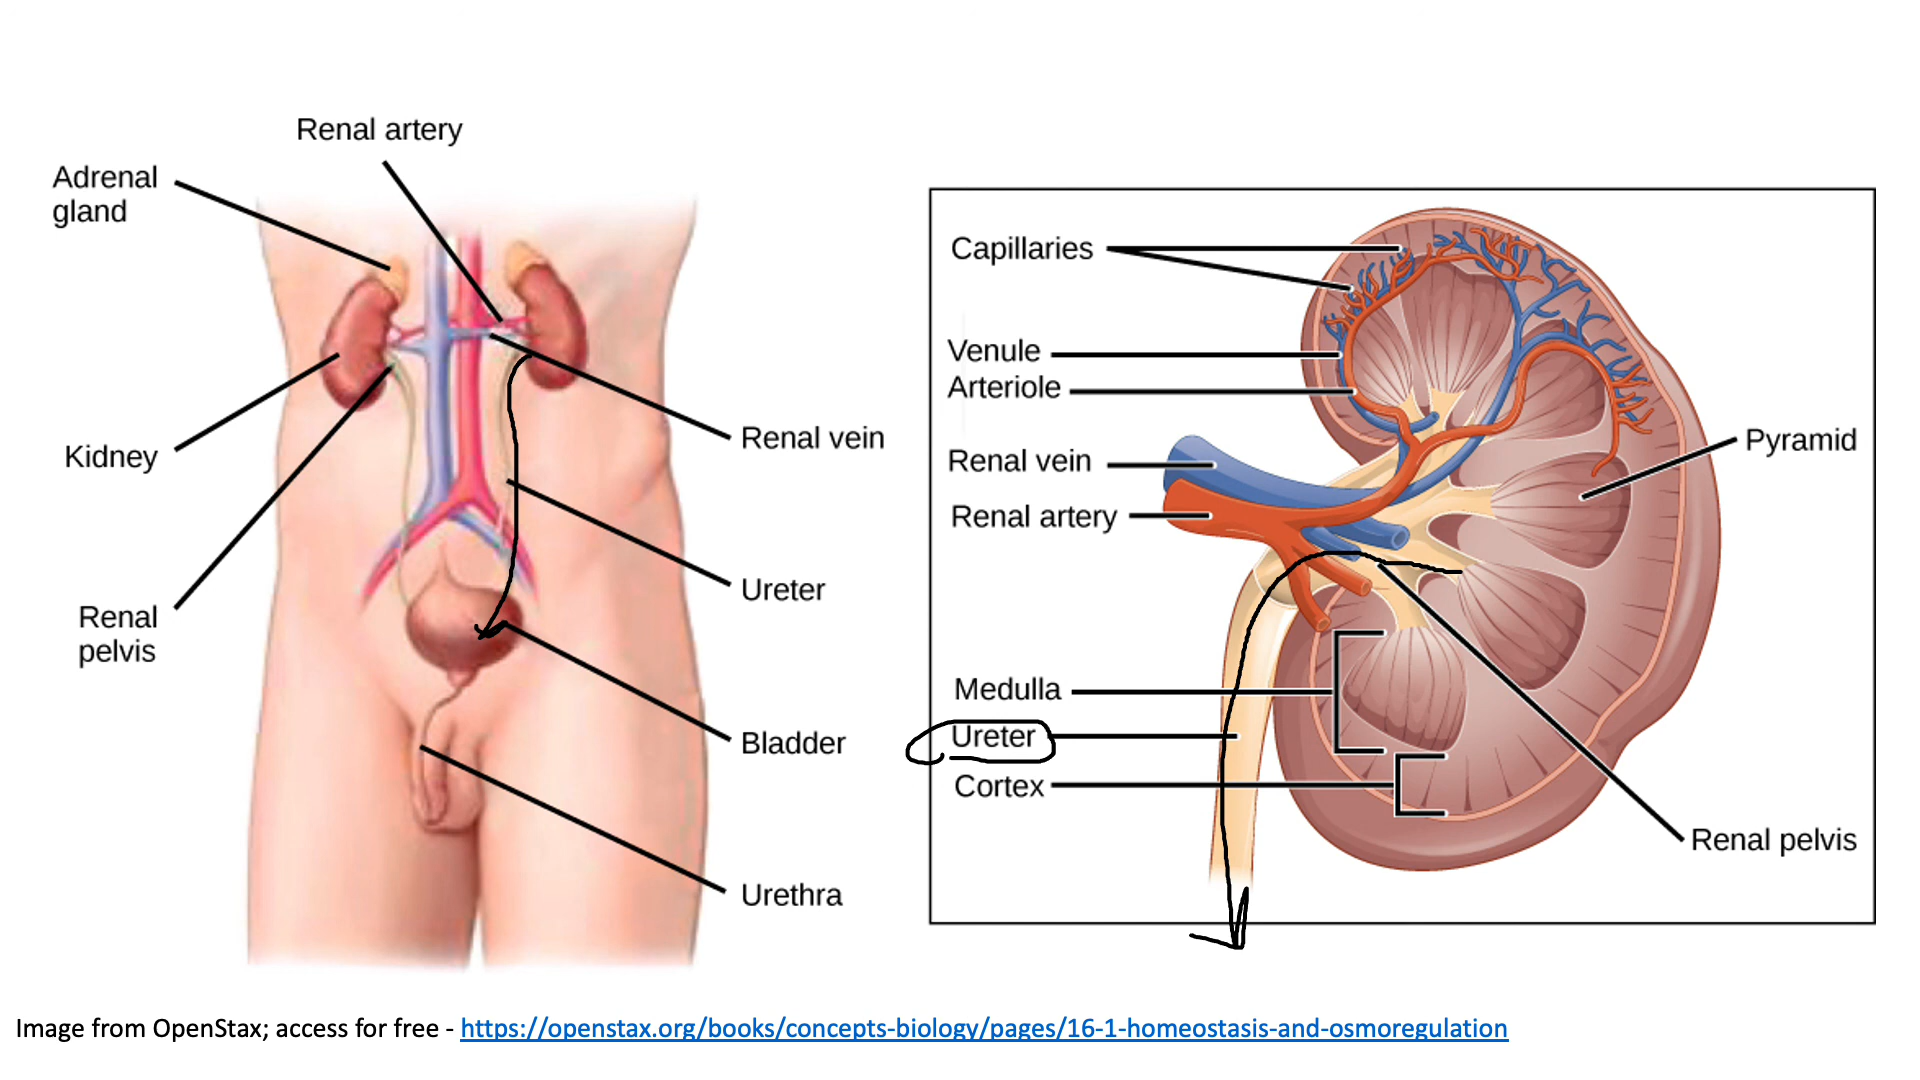 Renal artery
Adrenal
gland
Kidney
Renal
pelvis
Renal vein
Ureter
Bladder
Urethra
Capillaries
Venule
Arteriole
Renal vein
Renal artery
Medulla
Ureter
Cortex
Pyramid
Renal pelvis
Image from OpenStax; access for free - https://openstax.org/books/concepts-biology/pages/16-1-homeostasis-and-osmoregulation